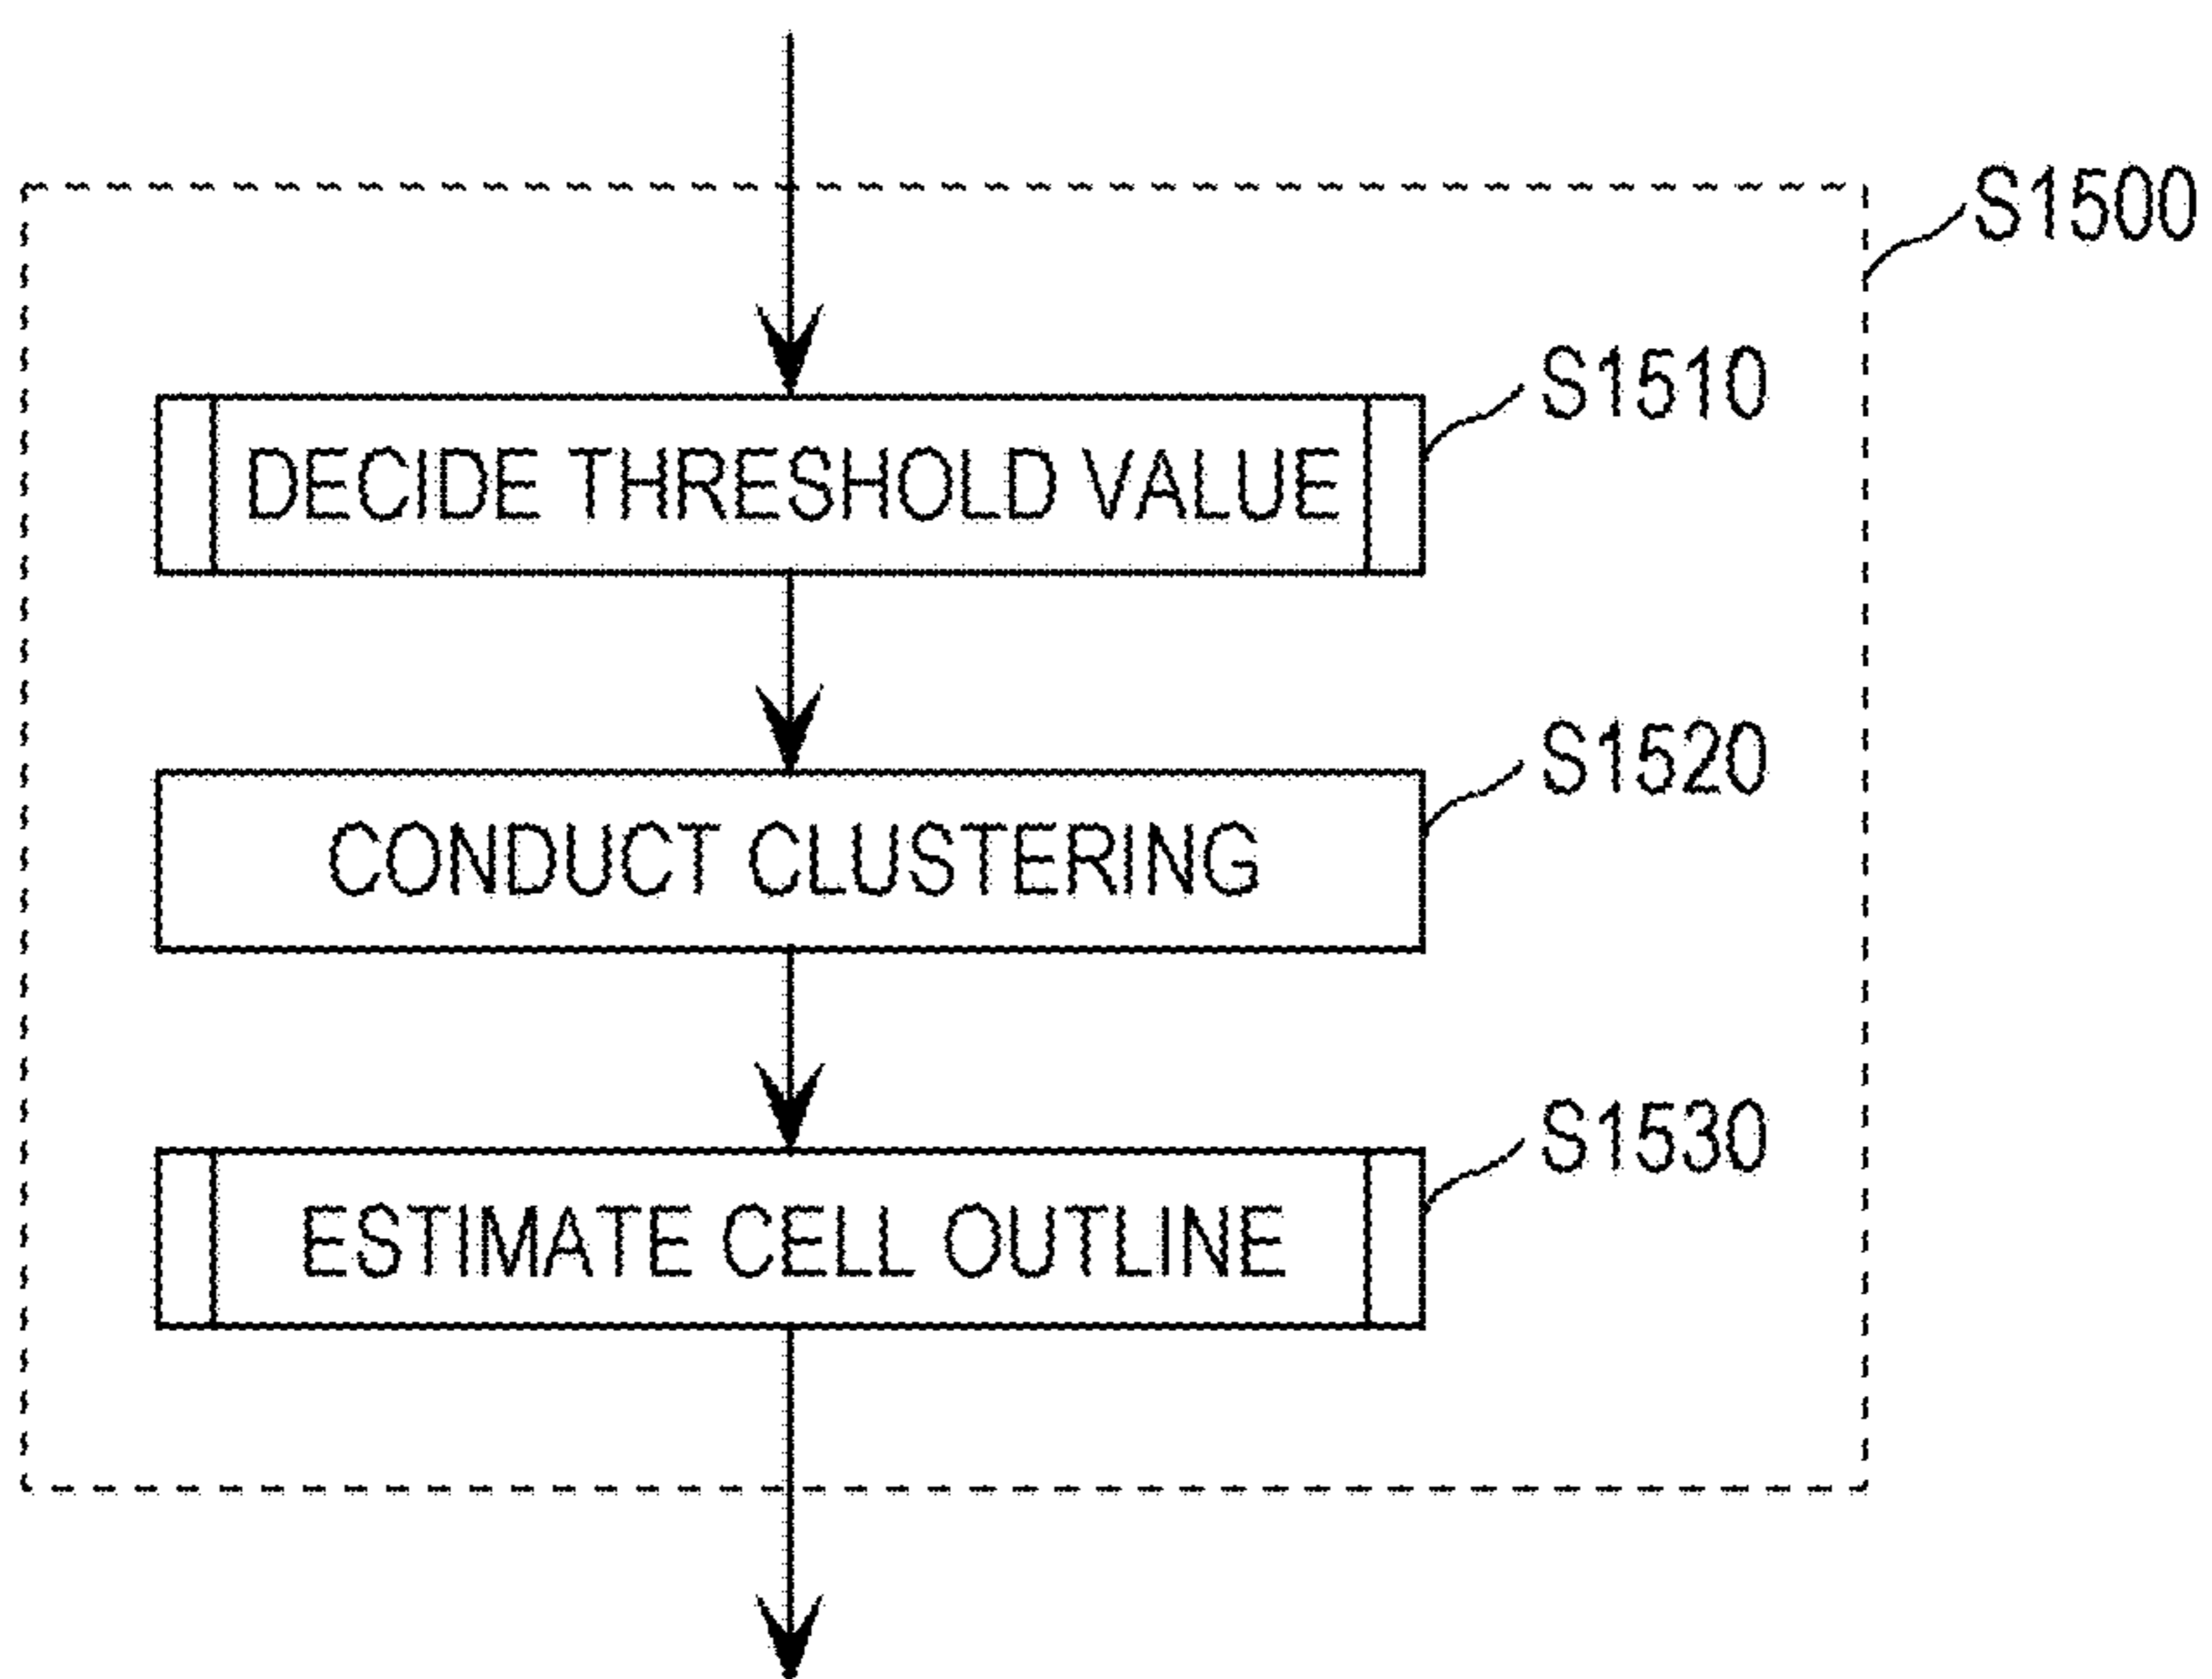 S1500
S1510
DECIDE THRESHOLD VALUE
S1520
CONDUCT CLUSTERING
S1530
ESTIMATE CELL OUTLINE